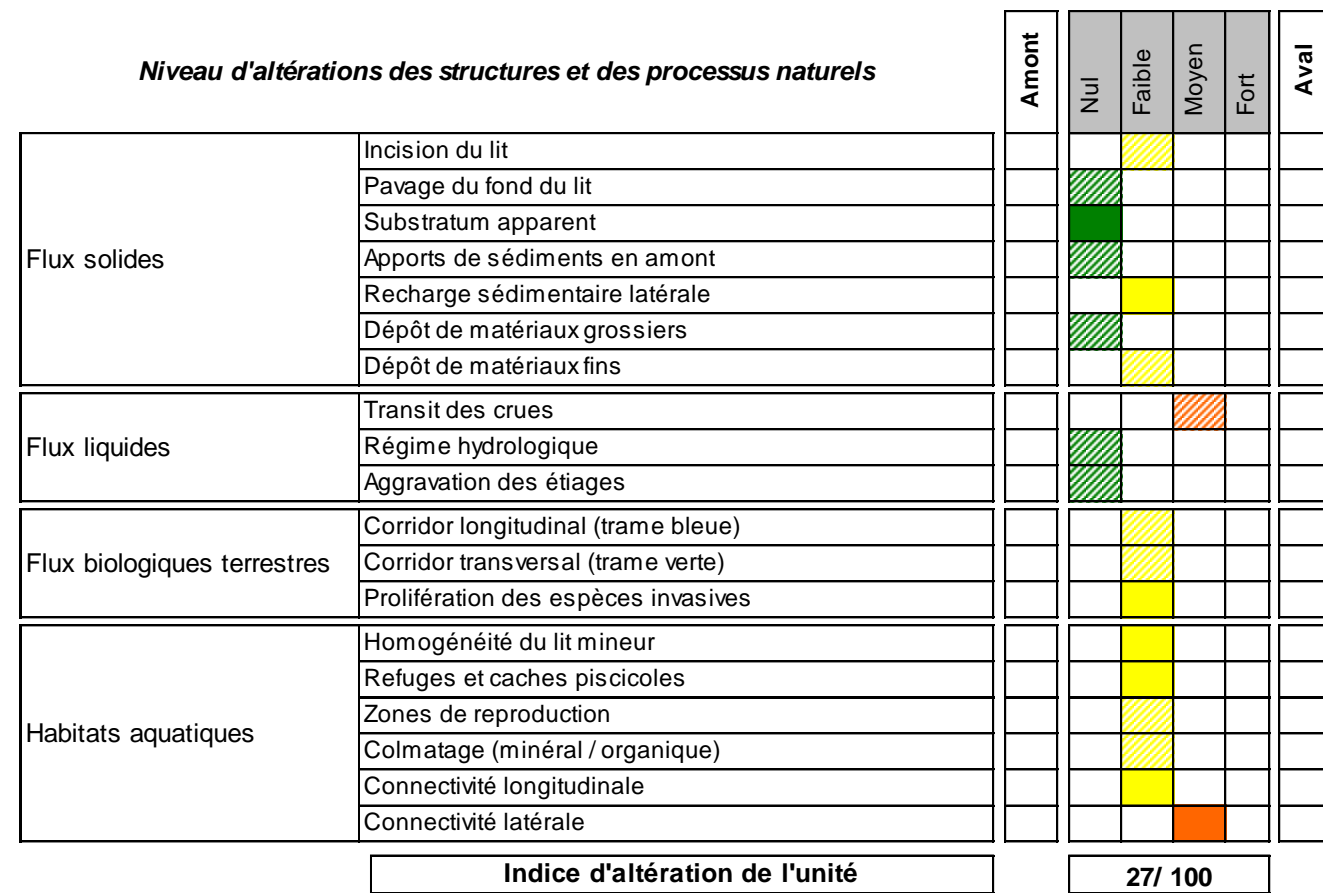 Niveau d'altérations des structures et des processus naturels
Amont
Nul
Faible
Moyen
Fort
Aval
Flux solides
Incision du lit
Pavage du fond du lit
Substratum apparent
Apports de sédiments en amont
Recharge sédimentaire latérale
Dépôt de matériaux grossiers
Dépôt de matériaux fins
Flux liquides
Transit des crues
Régime hydrologique
Aggravation des étiages
Flux biologiques terrestres
Corridor longitudinal (trame bleue)
Corridor transversal (trame verte)
Prolifération des espèces invasives
Habitats aquatiques
Homogénéité du lit mineur
Refuges et caches piscicoles
Zones de reproduction
Colmatage (minéral / organique)
Connectivité longitudinale
Connectivité latérale
Indice d'altération de l'unité
27/ 100